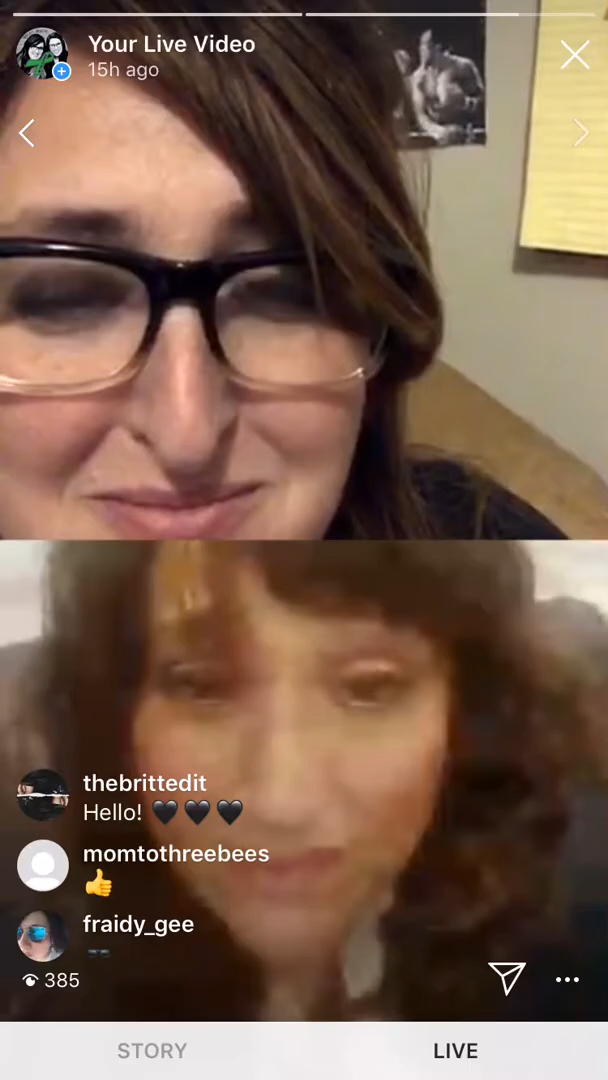 Your Live Video
15h ago
thebrittedit
Hello! 🖤🖤🖤
momtothreebees
👍
fraidy_gee
🕶
385
STORY
LIVE